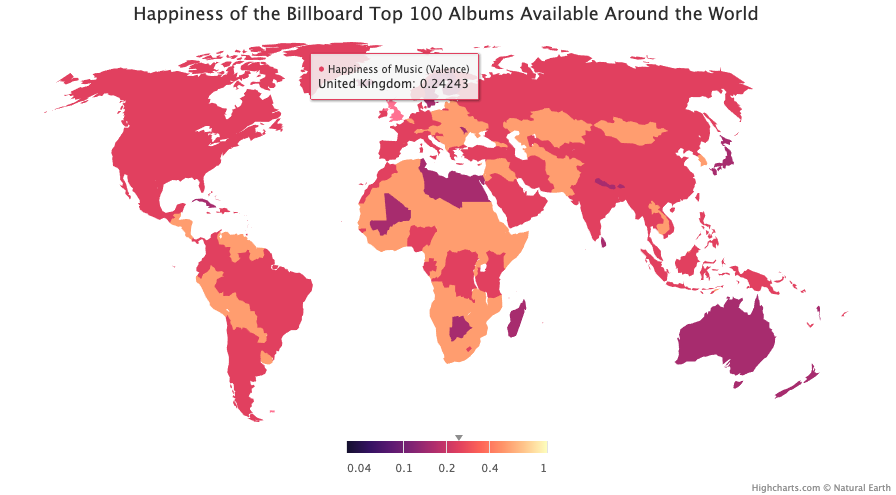 Happiness of the Billboard Top 100 Albums Available Around the World
● Happiness of Music (Valence)
United Kingdom: 0.24243
0.04 0.1 0.2 0.4 1
Highcharts.com © Natural Earth